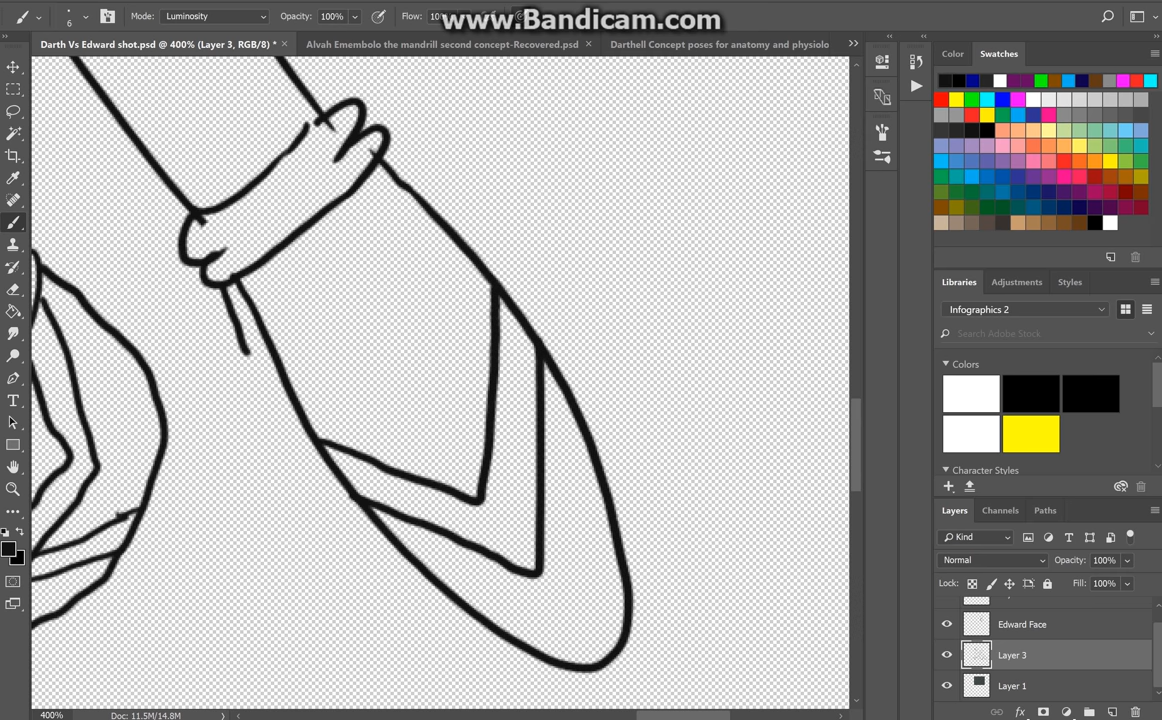 www.Bandicam.com
6
Mode: Luminosity
Opacity: 100%
Flow:
Darth Vs Edward shot.psd @ 400% (Layer 3, RGB/8) *
Alvah Emembolo the mandrill second concept-Recovered.psd
Darthell Concept poses for anatomy and physiolo
Color
Swatches
Libraries
Adjustments
Styles
Infographics 2
Search Adobe Stock
Colors
Character Styles
Layers
Channels
Paths
Kind
Normal
Opacity: 100%
Lock:
Fill: 100%
Edward Face
Layer 3
Layer 1
fx
400%
Doc: 11.5M/14.8M